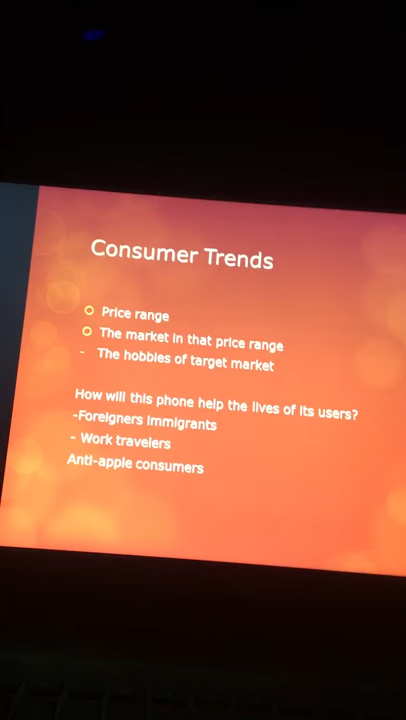 Consumer Trends
Price range
The market in that price range
- The hobbies of target market
How will this phone help the lives of its users?
-Foreigners immigrants
- Work travelers
Anti-apple consumers